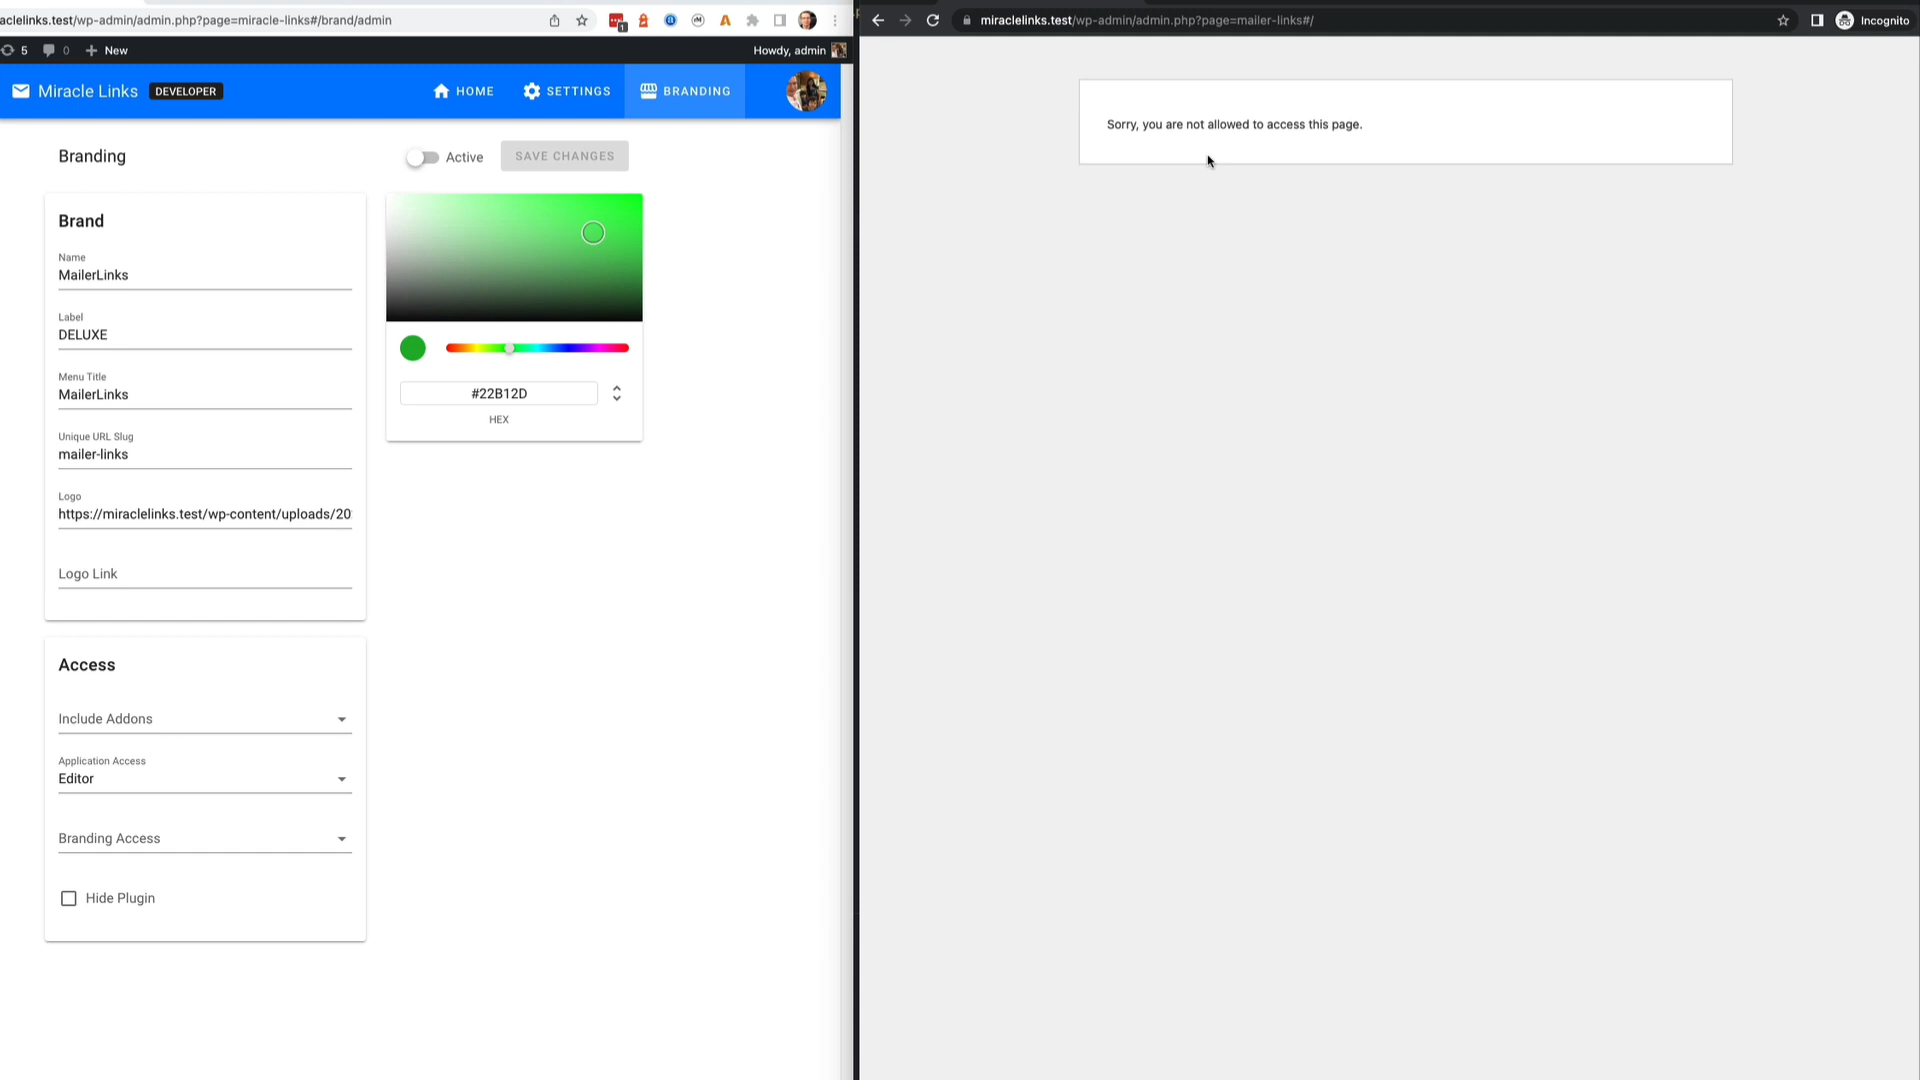 aclelinks.test/wp-admin/admin.php?page=miracle-links#/brand/admin
1
5
0
New
Howdy, admin
Miracle Links
DEVELOPER
HOME
SETTINGS
BRANDING
Branding
Active
SAVE CHANGES
Brand
Name
MailerLinks
Label
DELUXE
Menu Title
MailerLinks
Unique URL Slug
mailer-links
Logo
https://miraclelinks.test/wp-content/uploads/20
Logo Link
#22B12D
HEX
Access
Include Addons
Application Access
Editor
Branding Access
Hide Plugin
miraclelinks.test/wp-admin/admin.php?page=mailer-links#/
Incognito
Sorry, you are not allowed to access this page.